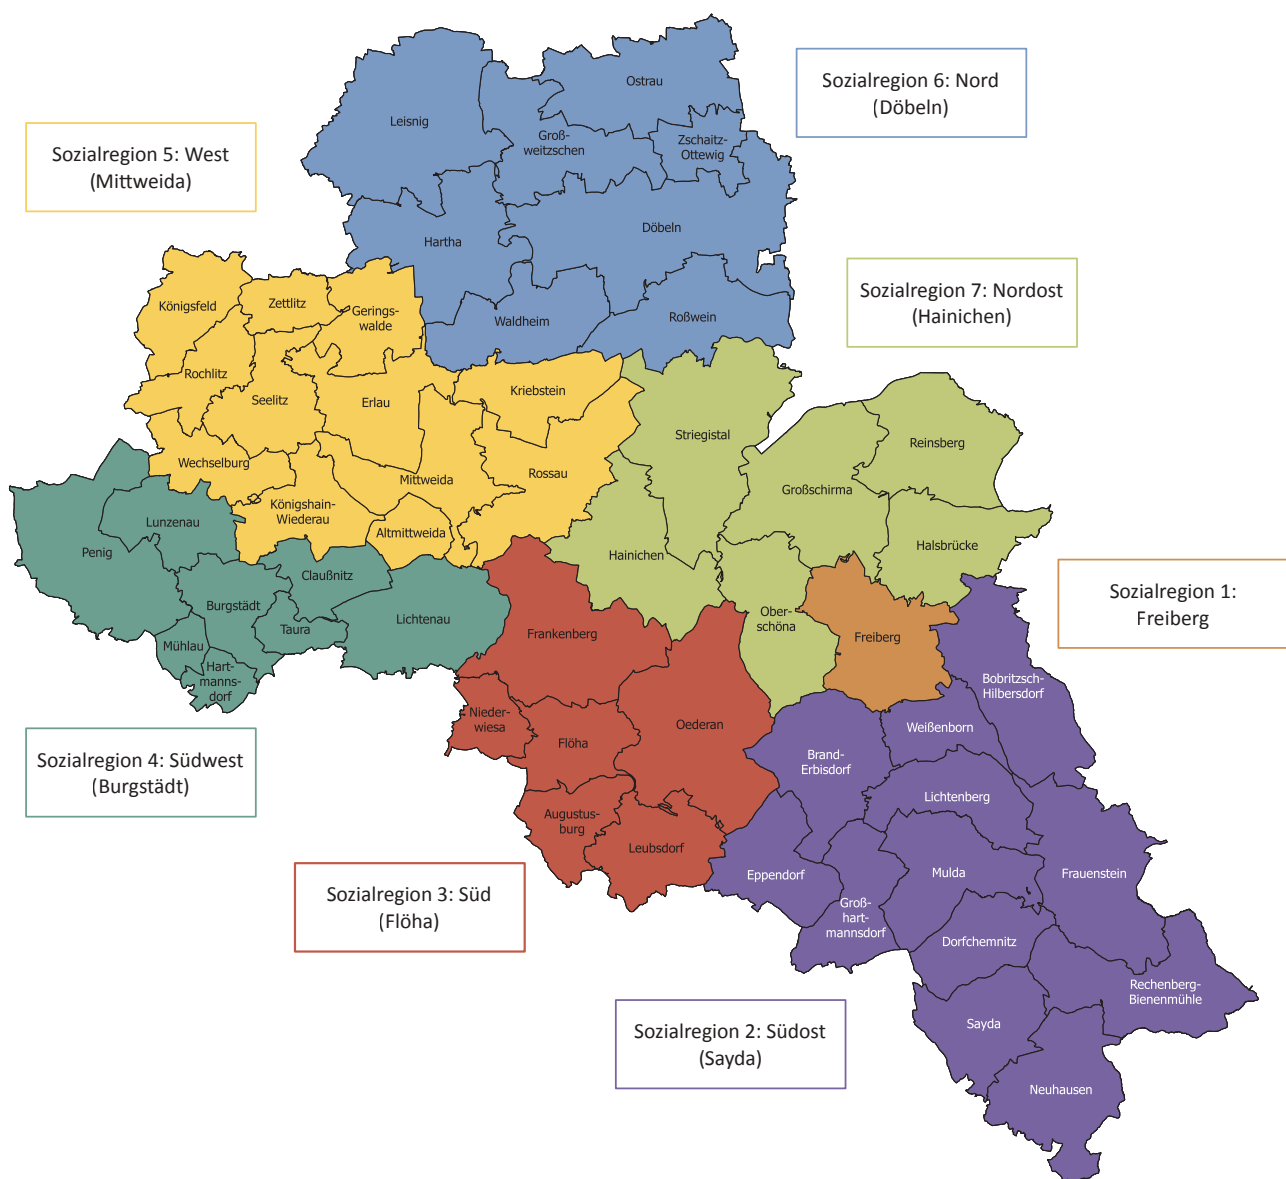 Sozialregion 6: Nord
(Döbeln)
Sozialregion 5: West
(Mittweida)
Sozialregion 7: Nordost
(Hainichen)
Sozialregion 1:
Freiberg
Sozialregion 4: Südwest
(Burgstädt)
Sozialregion 3: Süd
(Flöha)
Sozialregion 2: Südost
(Sayda)
Ostrau
Leisnig
Groß-
weitzschen
Zschaitz-
Ottewig
Hartha
Döbeln
Waldheim
Roßwein
Königsfeld
Zettlitz
Gerings-
walde
Rochlitz
Seelitz
Erlau
Kriebstein
Wechselburg
Mittweida
Rossau
Königshain-
Wiederau
Altmittweida
Striegistal
Reinsberg
Großschirma
Halsbrücke
Hainichen
Ober-
schöna
Freiberg
Penig
Lunzenau
Claußnitz
Burgstädt
Taura
Lichtenau
Mühlau
Hart-
manns-
dorf
Frankenberg
Nieder-
wiesa
Flöha
Oederan
Augustus-
burg
Leubsdorf
Bobritzsch-
Hilbersdorf
Weißenborn
Brand-
Erbisdorf
Lichtenberg
Eppendorf
Mulda
Frauenstein
Groß-
hart-
mannsdorf
Dorfchemnitz
Rechenberg-
Bienenmühle
Sayda
Neuhausen